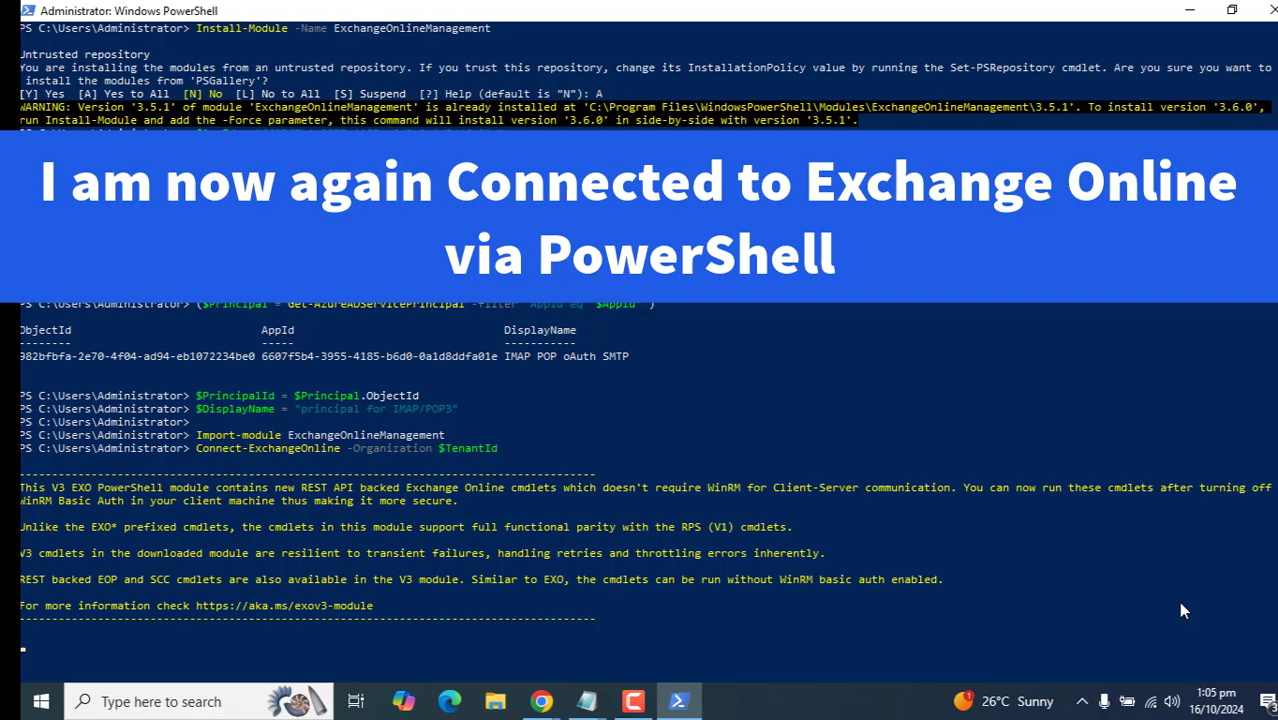 Administrator: Windows PowerShell
PS C:\Users\Administrator> Install-Module -Name ExchangeOnlineManagement
Untrusted repository
You are installing the modules from an untrusted repository. If you trust this repository, change its InstallationPolicy value by running the Set-PSRepository cmdlet. Are you sure you want to
install the modules from 'PSGallery'?
[Y] Yes  [A] Yes to All  [N] No  [L] No to All  [S] Suspend  [?] Help (default is "N"): A
WARNING: Version '3.5.1' of module 'ExchangeOnlineManagement' is already installed at 'C:\Program Files\WindowsPowerShell\Modules\ExchangeOnlineManagement\3.5.1'. To install version '3.6.0',
run Install-Module and add the -Force parameter, this command will install version '3.6.0' in side-by-side with version '3.5.1'.
I am now again Connected to Exchange Online
via PowerShell
PS C:\Users\Administrator> ($Principal = Get-AzureADServicePrincipal -filter "AppId eq '$AppId'")
ObjectId                             AppId                                DisplayName
--------                             -----                                -----------
982bfbfa-2e70-4f04-ad94-eb1072234be0 6607f5b4-3955-4185-b6d0-0a1d8ddfa01e IMAP POP oAuth SMTP
PS C:\Users\Administrator> $PrincipalId = $Principal.ObjectId
PS C:\Users\Administrator> $DisplayName = "principal for IMAP/POP3"
PS C:\Users\Administrator>
PS C:\Users\Administrator> Import-module ExchangeOnlineManagement
PS C:\Users\Administrator> Connect-ExchangeOnline -Organization $TenantId
----------------------------------------------------------------------------------------
This V3 EXO PowerShell module contains new REST API backed Exchange Online cmdlets which doesn't require WinRM for Client-Server communication. You can now run these cmdlets after turning off
WinRM Basic Auth in your client machine thus making it more secure.
Unlike the EXO* prefixed cmdlets, the cmdlets in this module support full functional parity with the RPS (V1) cmdlets.
V3 cmdlets in the downloaded module are resilient to transient failures, handling retries and throttling errors inherently.
REST backed EOP and SCC cmdlets are also available in the V3 module. Similar to EXO, the cmdlets can be run without WinRM basic auth enabled.
For more information check https://aka.ms/exov3-module
----------------------------------------------------------------------------------------
Type here to search
1
26°C Sunny
1:05 pm
16/10/2024
3